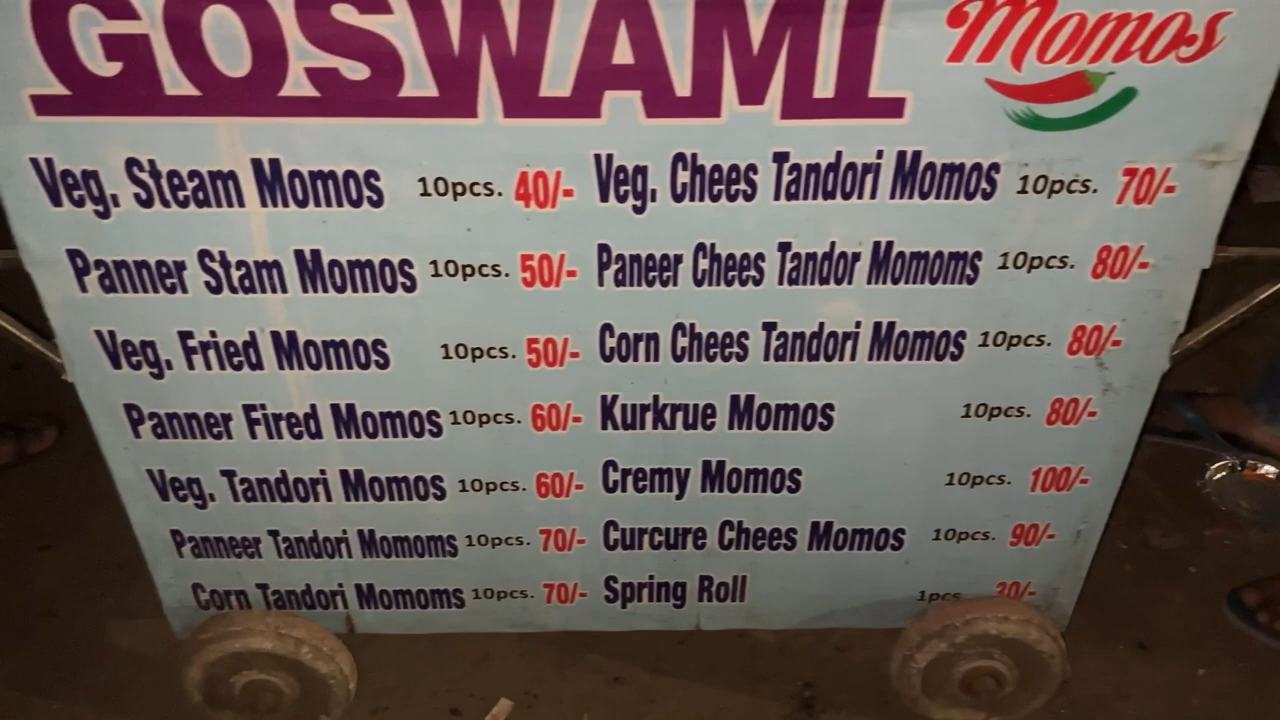 GOSWAMI
Momos
Veg. Steam Momos 10pcs. 40/-
Panner Stam Momos 10pcs. 50/-
Veg. Fried Momos 10pcs. 50/-
Panner Fired Momos 10pcs. 60/-
Veg. Tandori Momos 10pcs. 60/-
Panneer Tandori Momoms 10pcs. 70/-
Corn Tandori Momoms 10pcs. 70/-
Veg. Chees Tandori Momos 10pcs. 70/-
Paneer Chees Tandor Momoms 10pcs. 80/-
Corn Chees Tandori Momos 10pcs. 80/-
Kurkrue Momos 10pcs. 80/-
Cremy Momos 10pcs. 100/-
Curcure Chees Momos 10pcs. 90/-
Spring Roll 1pcs